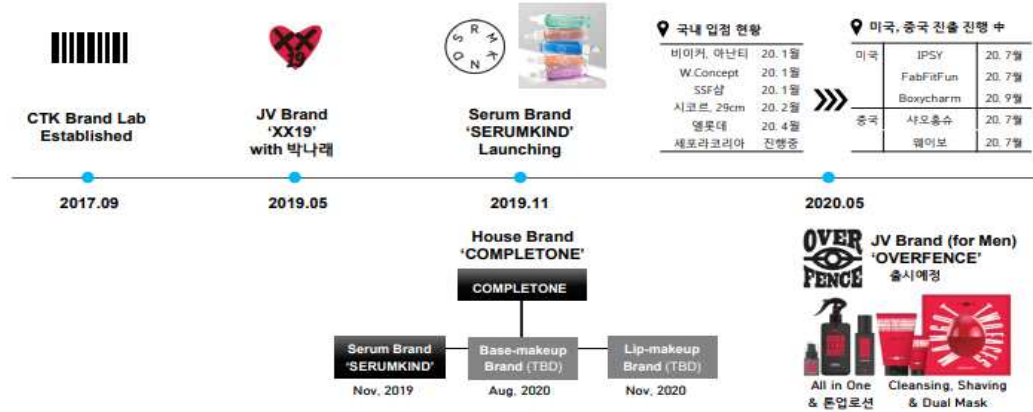 CTK Brand Lab
Established
XX
19
JV Brand
'XX19'
with 박나래
SRMKND
Serum Brand
'SERUMKIND'
Launching
국내 입점 현황
비이커, 아난티 20. 1월
W.Concept 20. 1월
SSF샵 20. 1월
시코르, 29cm 20. 2월
델롯데 20. 4월
세포라코리아 진행중
미국, 중국 진출 진행 中
미국 IPSY 20. 7월
FabFitFun 20. 7월
Boxycharm 20. 9월
중국 샤오홍슈 20. 7월
웨이보 20. 7월
2017.09
2019.05
2019.11
2020.05
House Brand
'COMPLETONE'
COMPLETONE
Serum Brand
'SERUMKIND'
Nov, 2019
Base-makeup
Brand (TBD)
Aug, 2020
Lip-makeup
Brand (TBD)
Nov, 2020
OVER
FENCE
JV Brand (for Men)
'OVERFENCE'
출시예정
All in One
& 톤업로션
Cleansing, Shaving
& Dual Mask